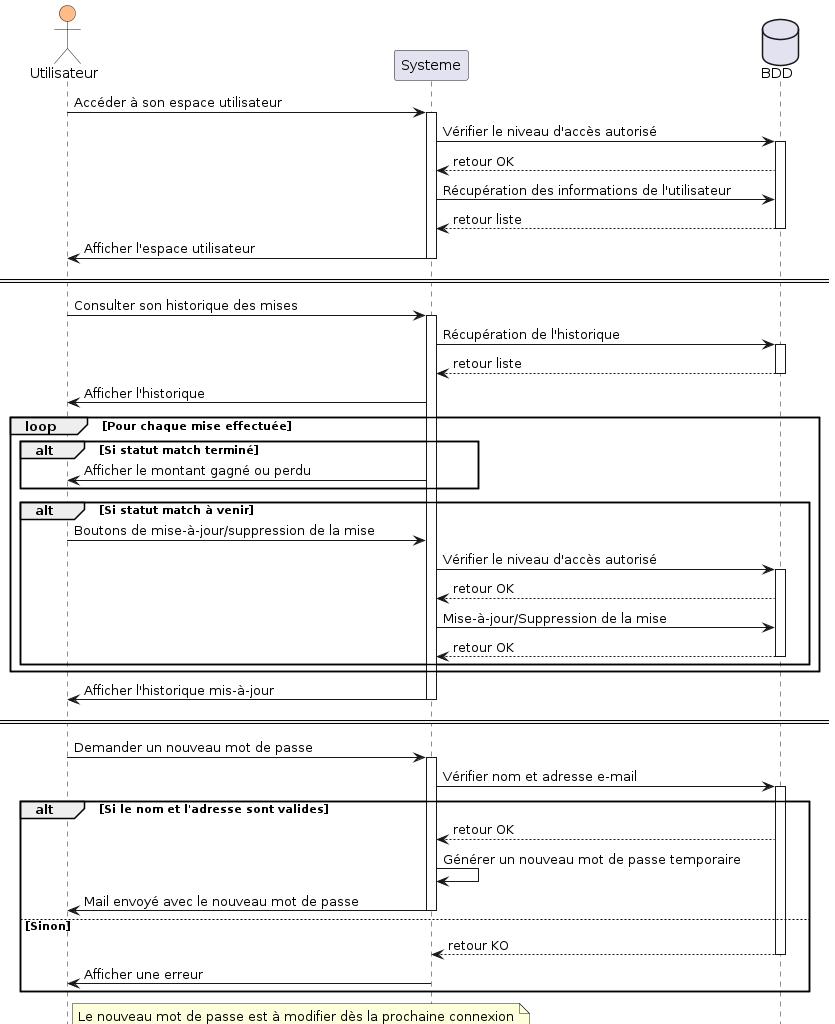 Utilisateur
Systeme
BDD
Accéder à son espace utilisateur
Vérifier le niveau d'accès autorisé
retour OK
Récupération des informations de l'utilisateur
retour liste
Afficher l'espace utilisateur
Consulter son historique des mises
Récupération de l'historique
retour liste
Afficher l'historique
loop [Pour chaque mise effectuée]
alt [Si statut match terminé]
Afficher le montant gagné ou perdu
alt [Si statut match à venir]
Boutons de mise-à-jour/suppression de la mise
Vérifier le niveau d'accès autorisé
retour OK
Mise-à-jour/Suppression de la mise
retour OK
Afficher l'historique mis-à-jour
Demander un nouveau mot de passe
Vérifier nom et adresse e-mail
alt [Si le nom et l'adresse sont valides]
retour OK
Générer un nouveau mot de passe temporaire
Mail envoyé avec le nouveau mot de passe
[Sinon]
retour KO
Afficher une erreur
Le nouveau mot de passe est à modifier dès la prochaine connexion